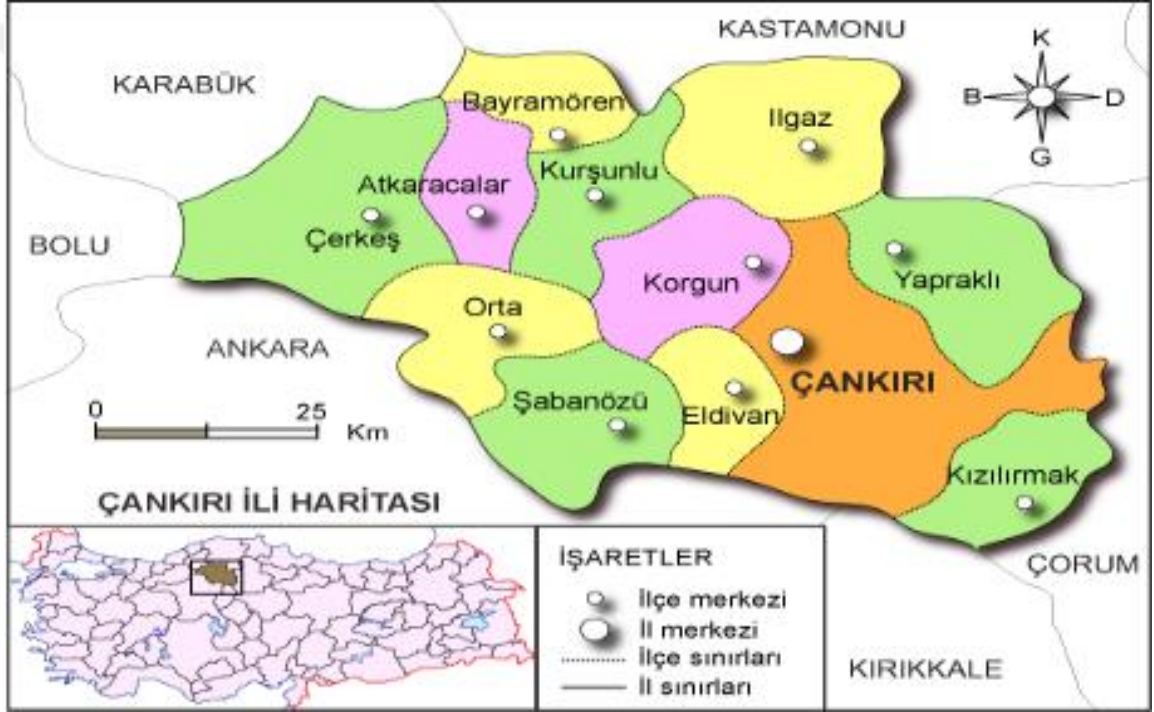 KASTAMONU
K
KARABÜK
B
D
Bayramören
Ilgaz
G
Kurşunlu
Atkaracalar
Çerkeş
BOLU
Korgun
Yapraklı
Orta
ANKARA
ÇANKIRI
Şabanözü
Eldivan
0
25
Km
Kızılırmak
ÇANKIRI İLİ HARİTASI
ÇORUM
İŞARETLER
İlçe merkezi
İl merkezi
İlçe sınırları
İl sınırları
KIRIKKALE